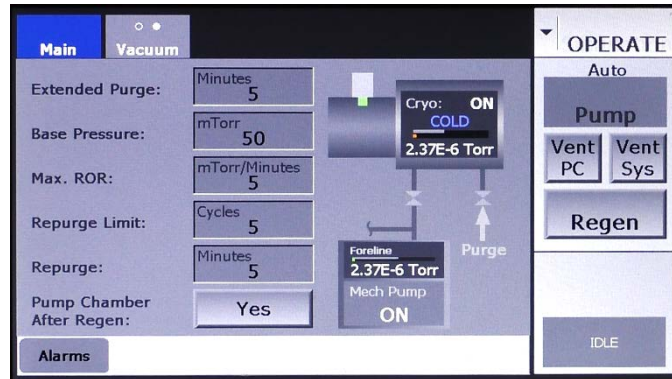 Main
Vacuum
OPERATE
Auto
Pump
Vent PC
Vent Sys
Regen
IDLE
Extended Purge:
Minutes
5
Base Pressure:
mTorr
50
Max. ROR:
mTorr/Minutes
5
Repurge Limit:
Cycles
5
Repurge:
Minutes
5
Pump Chamber
After Regen:
Yes
Cryo: ON
COLD
2.37E-6 Torr
Purge
Foreline
2.37E-6 Torr
Mech Pump
ON
Alarms